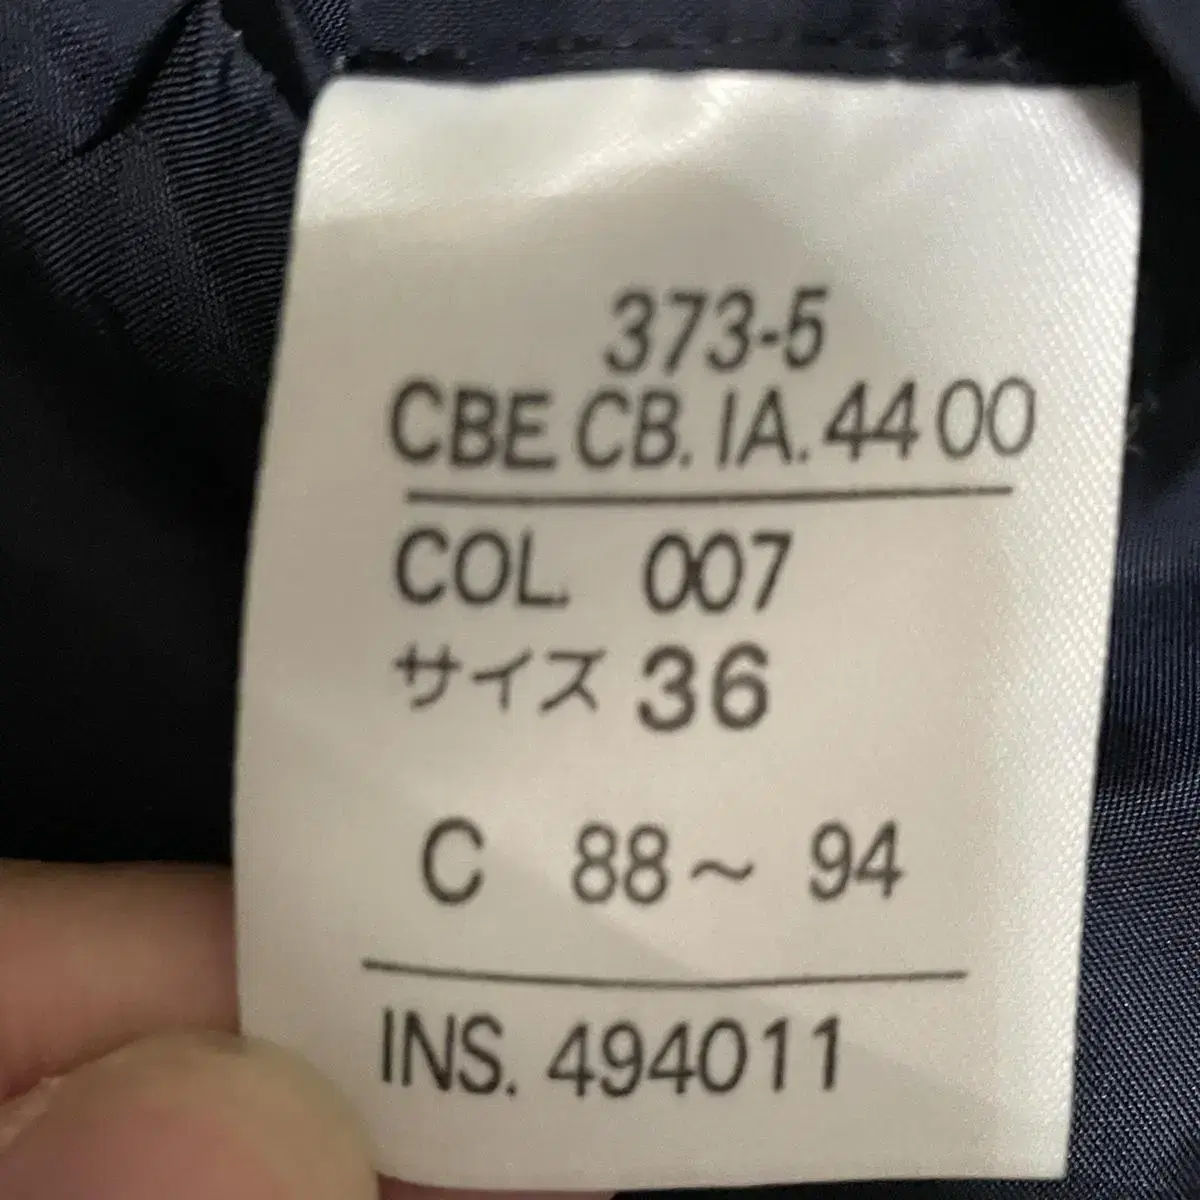 373-5
CBE CB. IA. 44 00
COL. 007
サイズ 36
C 88～ 94
INS. 494011